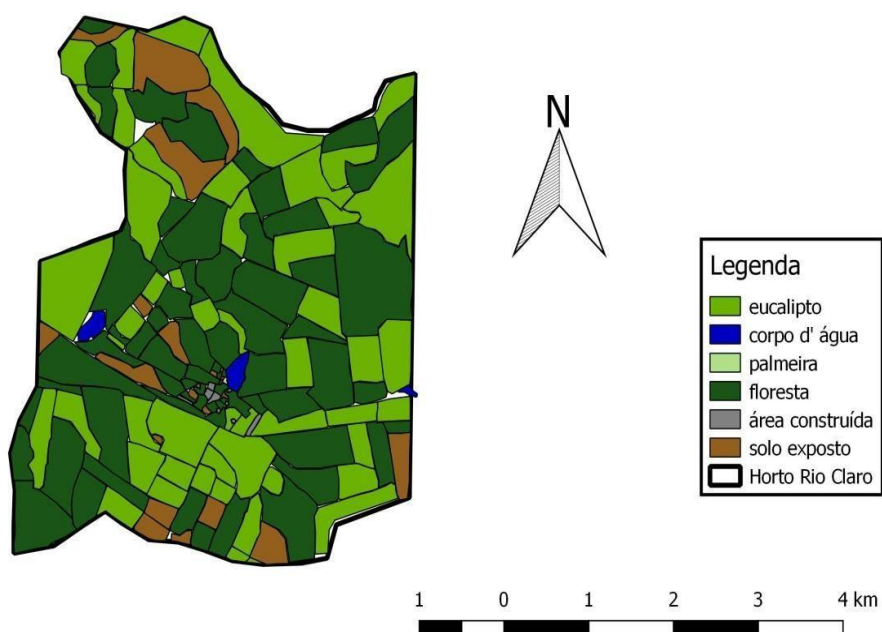 N
Legenda
eucalipto
corpo d' água
palmeira
floresta
área construída
solo exposto
Horto Rio Claro
1 0 1 2 3 4 km